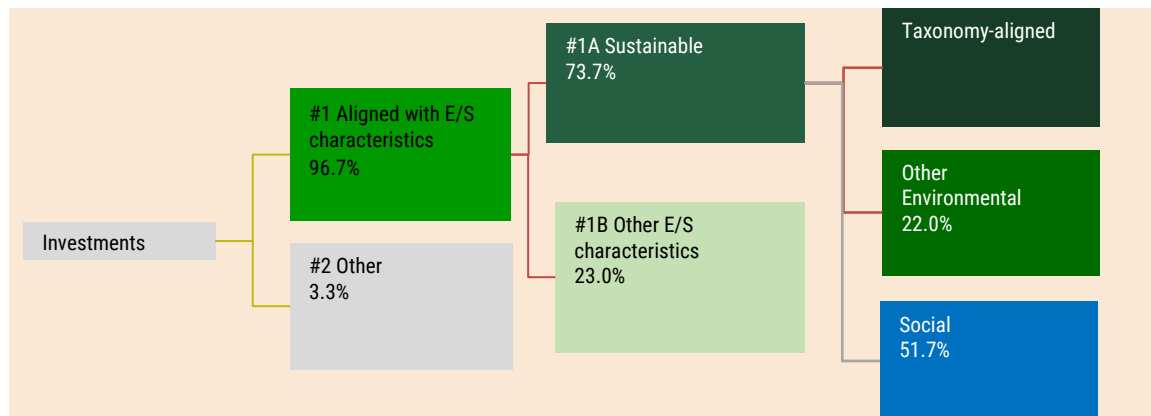 Investments
#1 Aligned with E/S
characteristics
96.7%
#2 Other
3.3%
#1A Sustainable
73.7%
#1B Other E/S
characteristics
23.0%
Taxonomy-aligned
Other
Environmental
22.0%
Social
51.7%